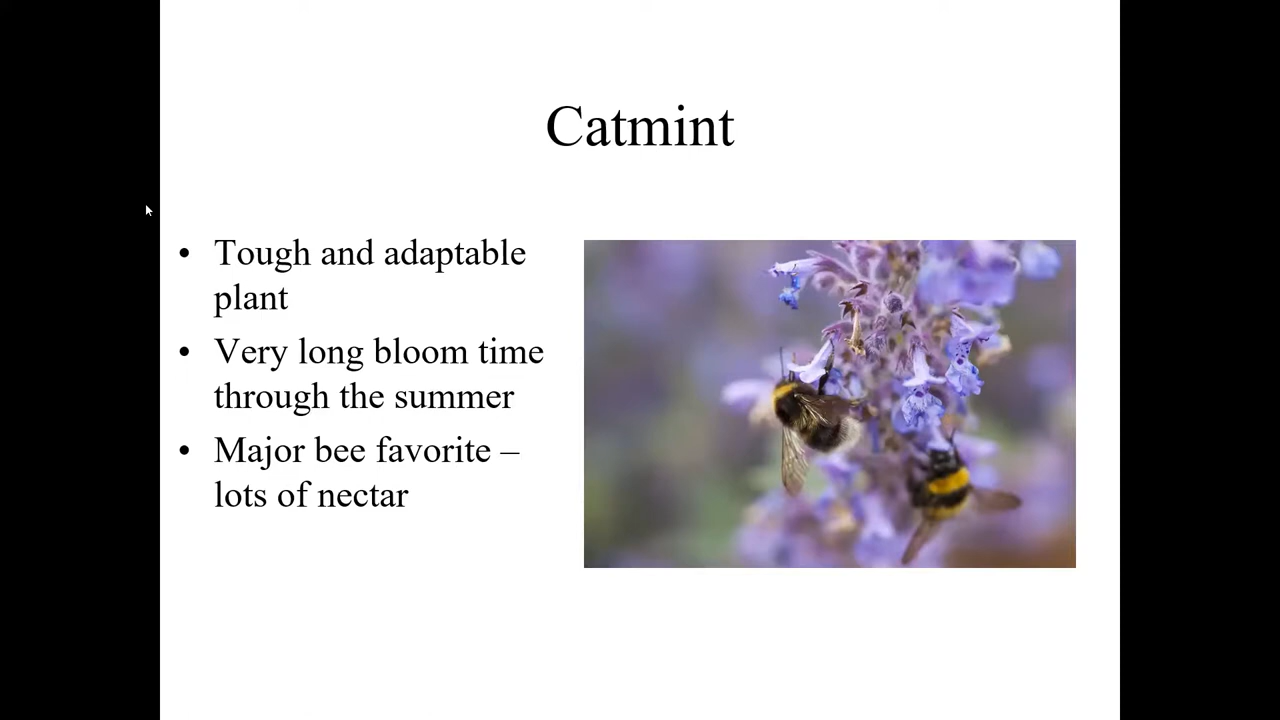 Catmint
• Tough and adaptable
plant
• Very long bloom time
through the summer
• Major bee favorite –
lots of nectar